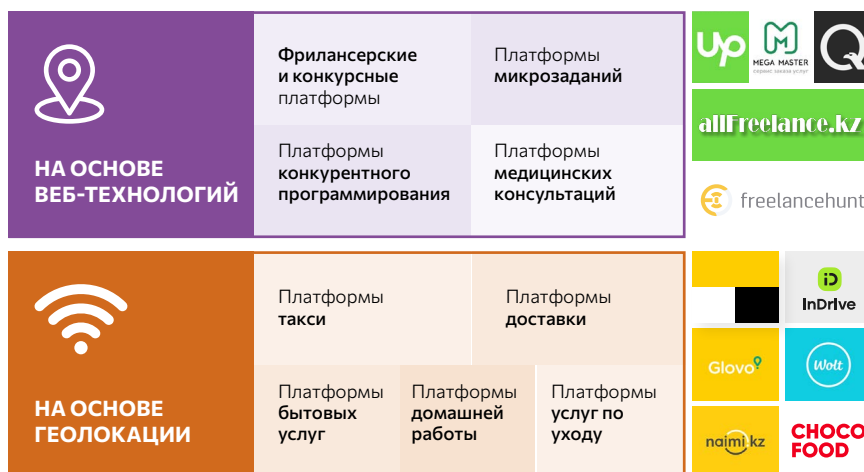 НА ОСНОВЕ
ВЕБ-ТЕХНОЛОГИЙ
Фрилансерские
и конкурсные
платформы
Платформы
микрозаданий
Платформы
конкурентного
программирования
Платформы
медицинских
консультаций
up
MEGA MASTER
сервис заказа услуг
allFreelance.kz
freelancehunt
НА ОСНОВЕ
ГЕОЛОКАЦИИ
Платформы
такси
Платформы
доставки
Платформы
бытовых
услуг
Платформы
домашней
работы
Платформы
услуг по
уходу
iD
InDrive
Glovo
Wolt
naimi.kz
CHOCO
FOOD